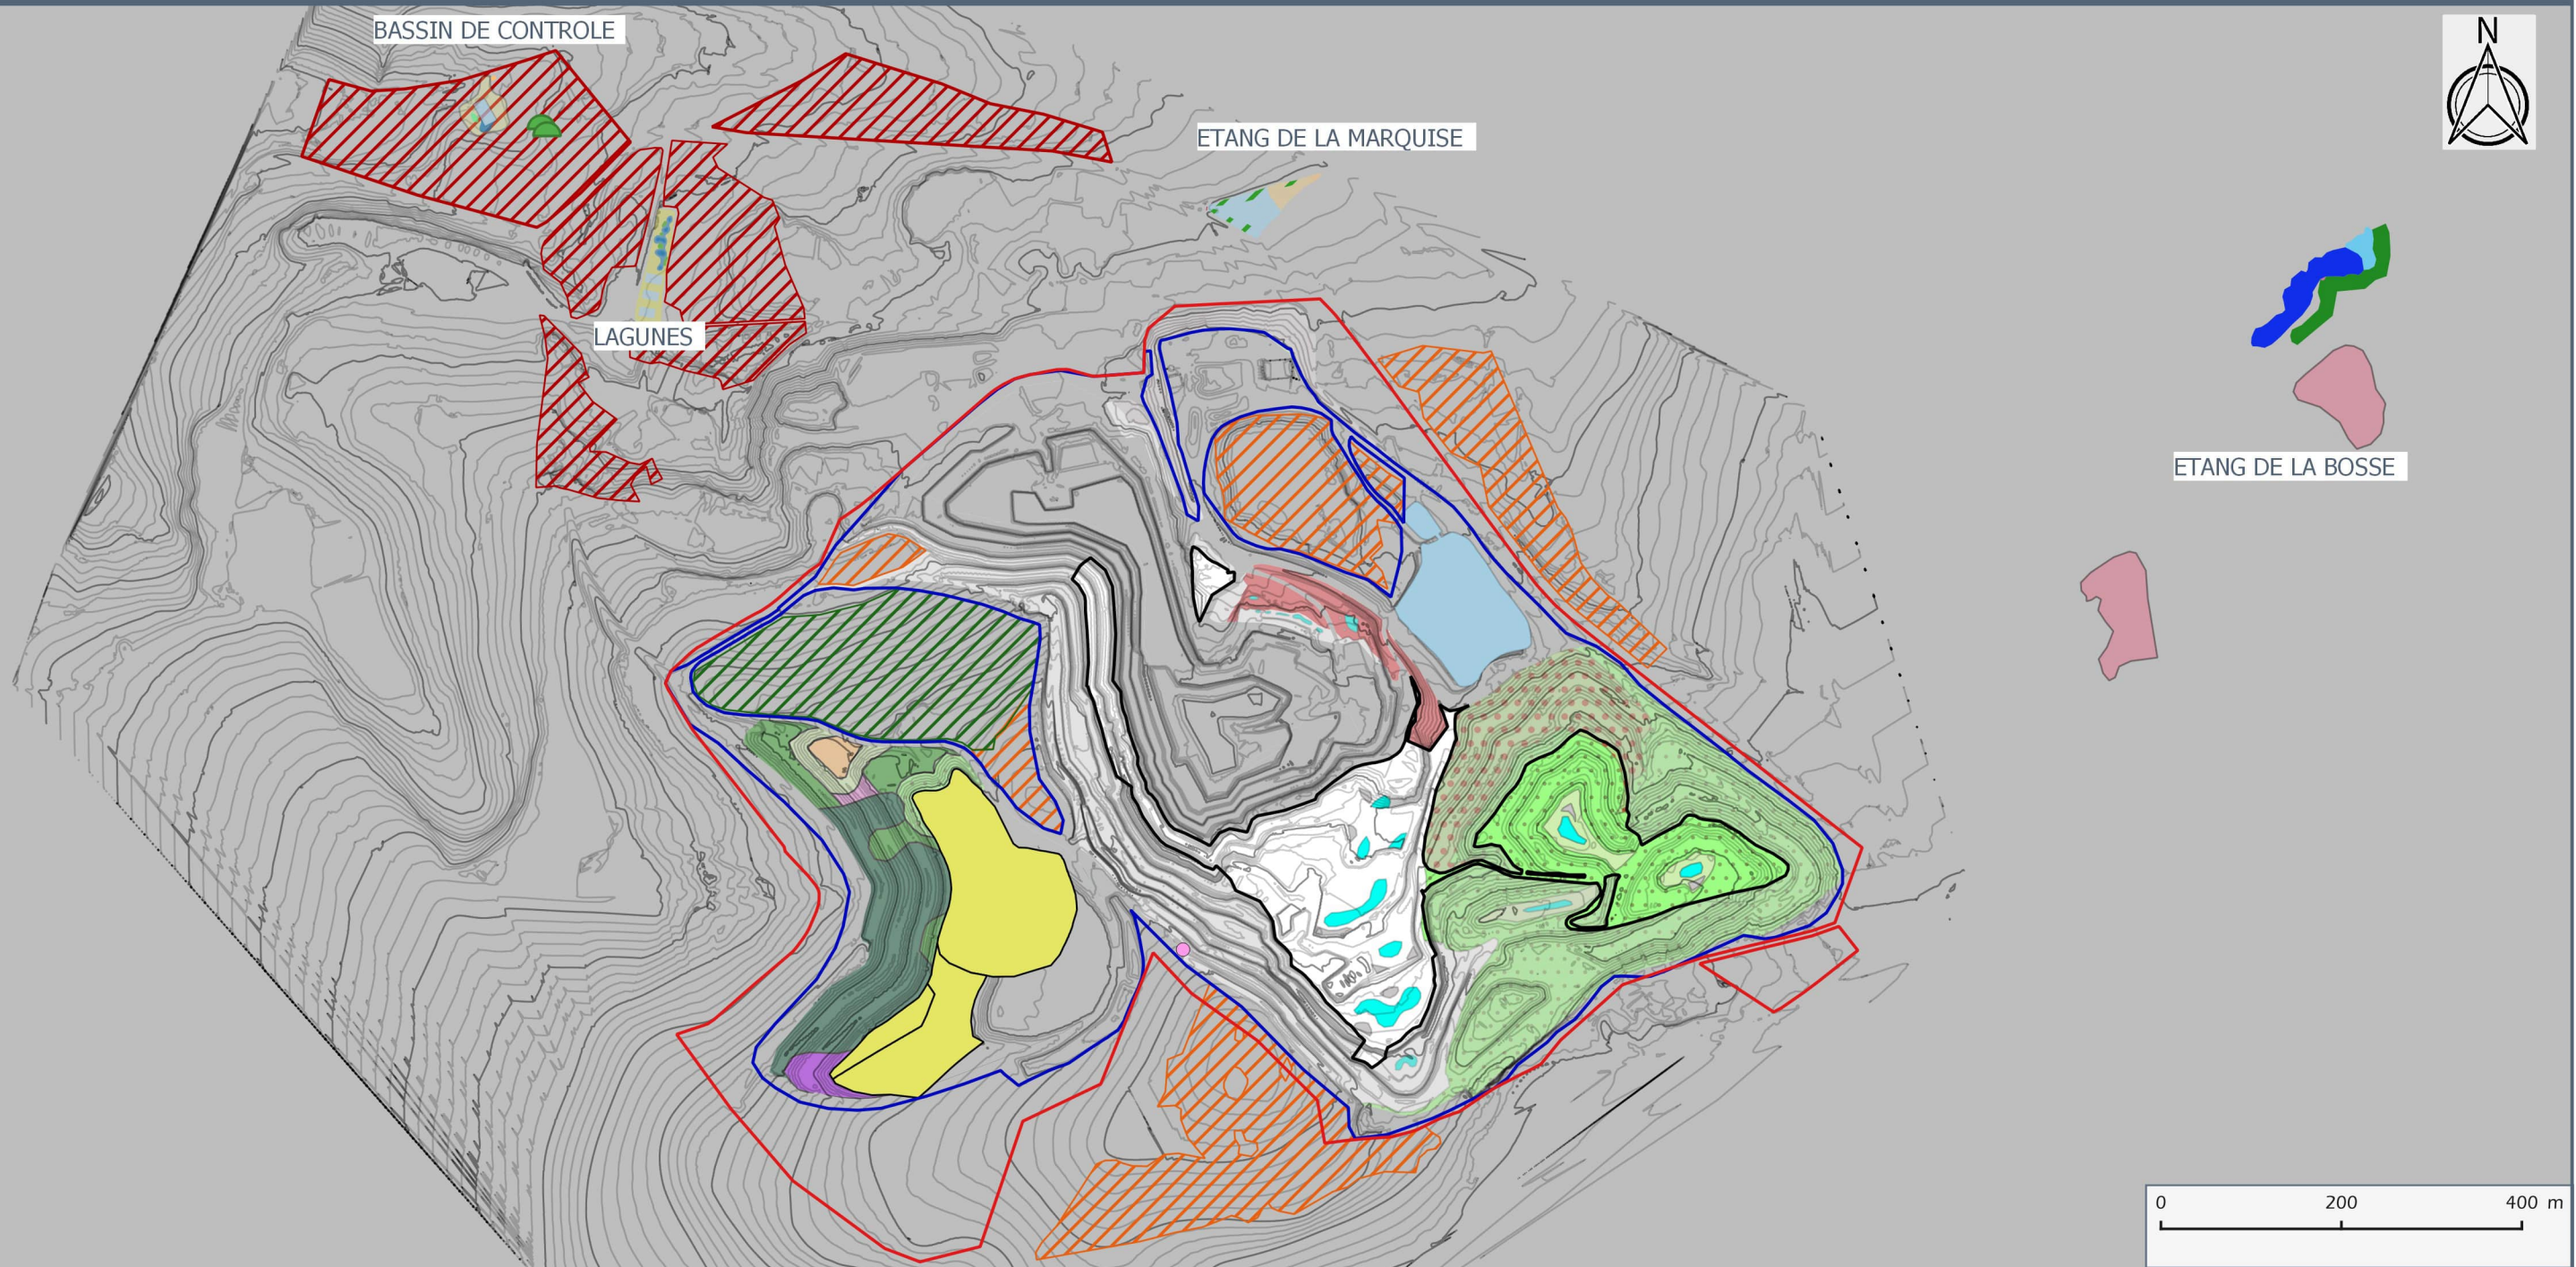 BASSIN DE CONTROLE
N
ETANG DE LA MARQUISE
LAGUNES
ETANG DE LA BOSSE
0 200 400 m